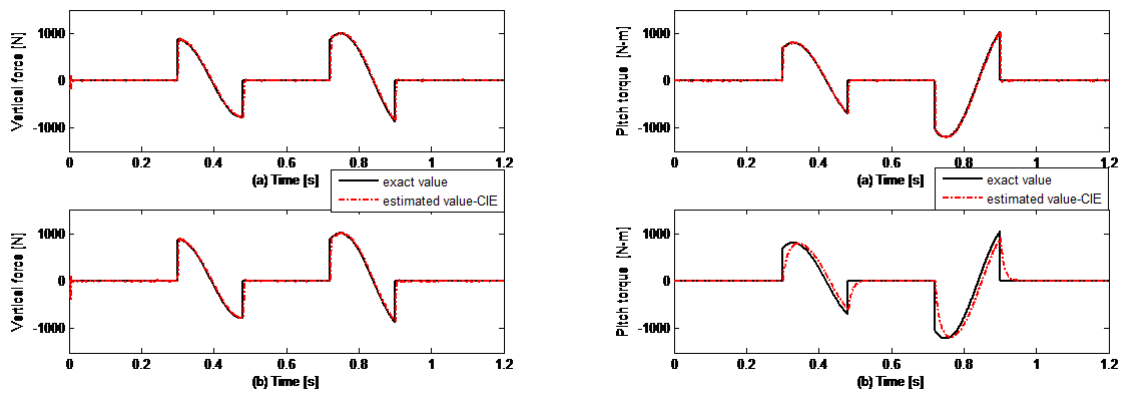 Vertical force [N]
1000
0
-1000
0 0.2 0.4 0.6 0.8 1 1.2
(a) Time [s]
exact value
estimated value-CIE
Vertical force [N]
1000
0
-1000
0 0.2 0.4 0.6 0.8 1 1.2
(b) Time [s]
Pitch torque [N-m]
1000
0
-1000
0 0.2 0.4 0.6 0.8 1 1.2
(a) Time [s]
exact value
estimated value-CIE
Pitch torque [N-m]
1000
0
-1000
0 0.2 0.4 0.6 0.8 1 1.2
(b) Time [s]